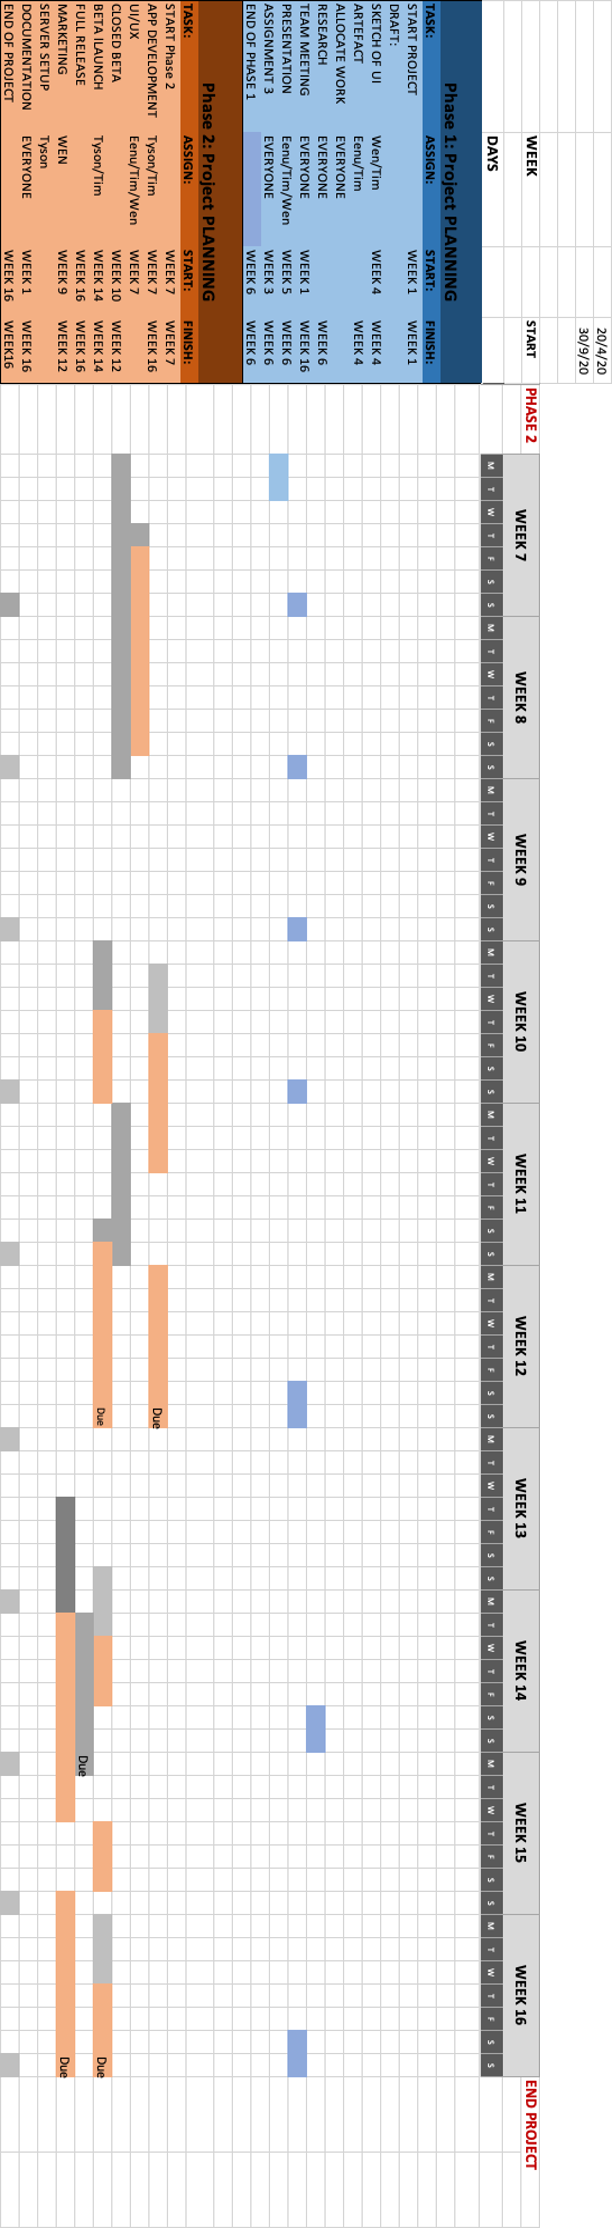 20/4/20
30/9/20
WEEK START PHASE 2 WEEK 7 WEEK 8 WEEK 9 WEEK 10 WEEK 11 WEEK 12 WEEK 13 WEEK 14 WEEK 15 WEEK 16 END PROJECT
DAYS M T W T F S S M T W T F S S M T W T F S S M T W T F S S M T W T F S S M T W T F S S M T W T F S S M T W T F S S M T W T F S S M T W T F S S
Phase 1: Project PLANNING
TASK: ASSIGN: START: FINISH:
START PROJECT WEEK 1 WEEK 1
DRAFT:
SKETCH OF UI Wen/Tim WEEK 4 WEEK 4
ARTEFACT Eenu/Tim WEEK 4
ALLOCATE WORK EVERYONE
RESEARCH EVERYONE WEEK 6
TEAM MEETING EVERYONE WEEK 1 WEEK 16
PRESENTATION Eenu/Tim/Wen WEEK 5 WEEK 6
ASSIGNMENT 3 EVERYONE WEEK 3 WEEK 6
END OF PHASE 1 WEEK 6 WEEK 6
Phase 2: Project PLANNING
TASK: ASSIGN: START: FINISH:
START Phase 2 WEEK 7 WEEK 7
APP DEVELOPMENT Tyson/Tim WEEK 7 WEEK 16 Due
UI/UX Eenu/Tim/Wen WEEK 7
CLOSED BETA WEEK 10 WEEK 12
BETA lLAUNCH Tyson/Tim WEEK 14 WEEK 14 Due Due
FULL RELEASE WEEK 16 WEEK 16 Due
MARKETING WEN WEEK 9 WEEK 12 Due
SERVER SETUP Tyson
DOCUMENTATION EVERYONE WEEK 1 WEEK 16
END OF PROJECT WEEK 16 WEEK16